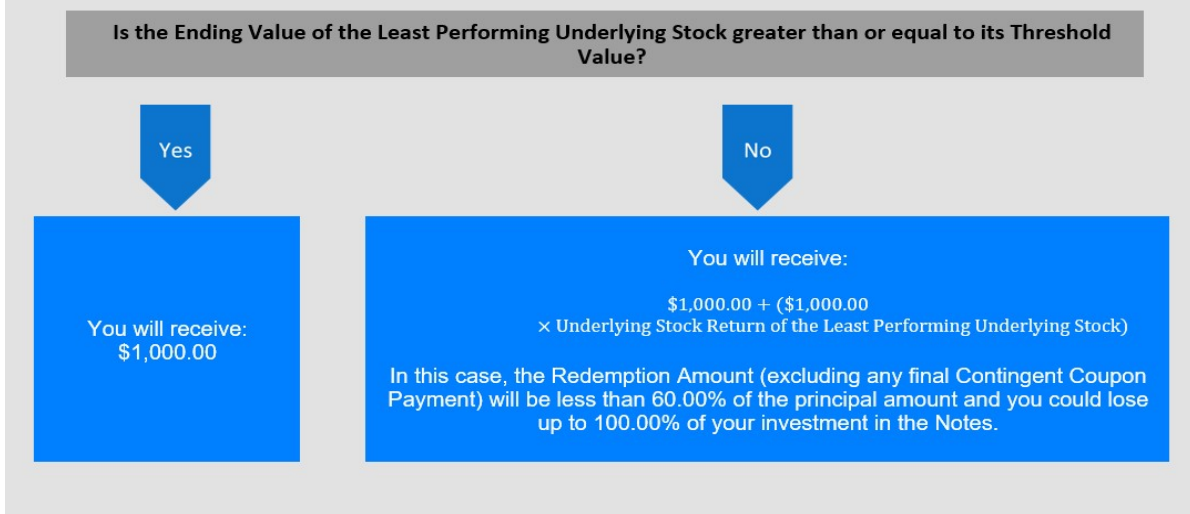 Is the Ending Value of the Least Performing Underlying Stock greater than or equal to its Threshold
Value?
Yes
No
You will receive:
$1,000.00
You will receive:
$1,000.00 + ($1,000.00
× Underlying Stock Return of the Least Performing Underlying Stock)
In this case, the Redemption Amount (excluding any final Contingent Coupon
Payment) will be less than 60.00% of the principal amount and you could lose
up to 100.00% of your investment in the Notes.